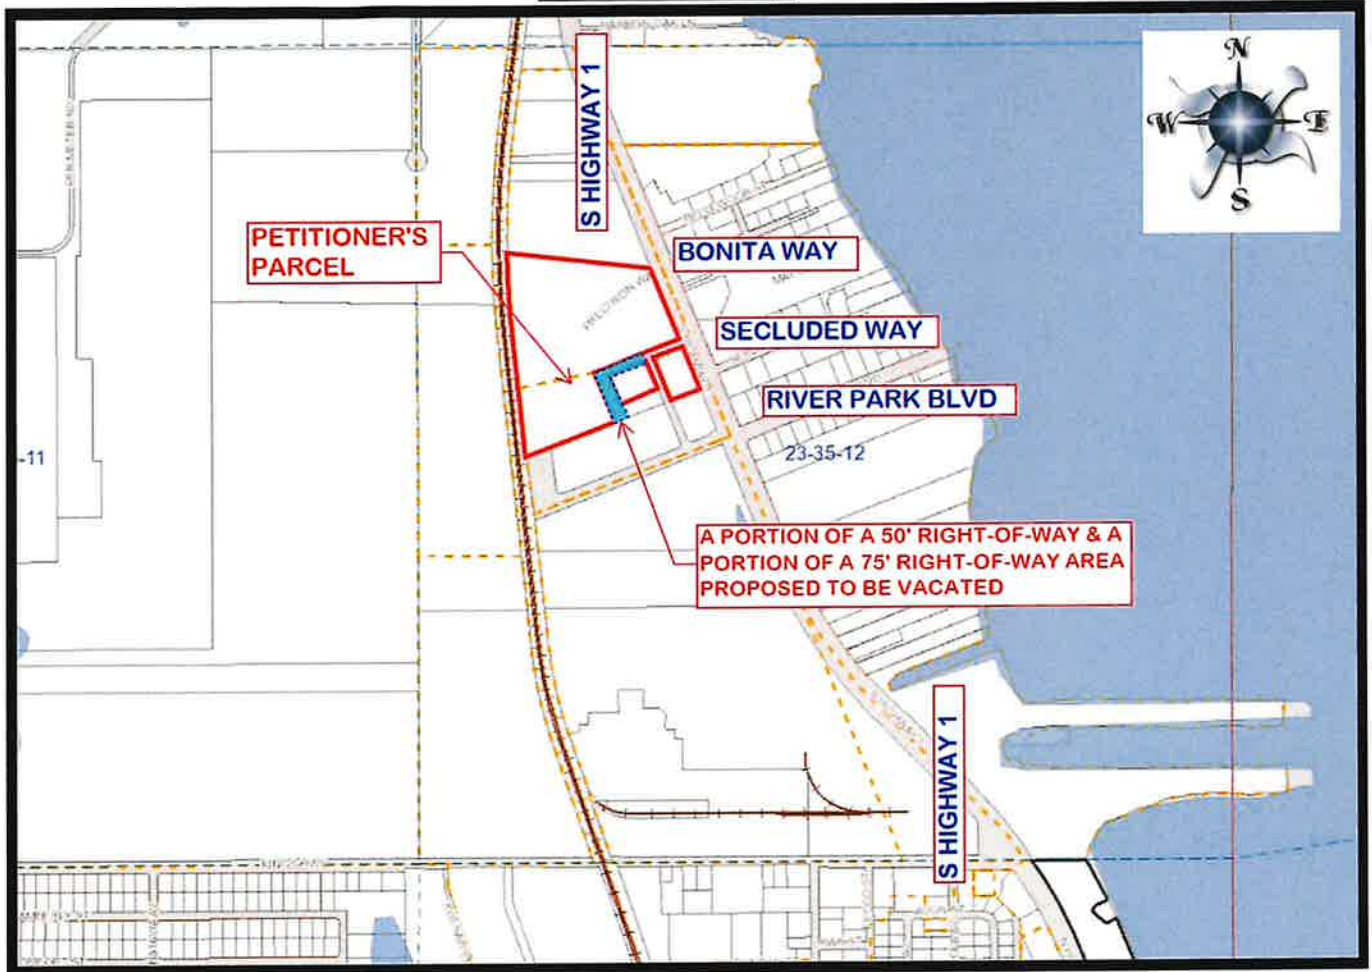 N
W
E
S
S HIGHWAY 1
PETITIONER'S
PARCEL
BONITA WAY
SECLUDED WAY
RIVER PARK BLVD
-11
23-35-12
A PORTION OF A 50' RIGHT-OF-WAY & A
PORTION OF A 75' RIGHT-OF-WAY AREA
PROPOSED TO BE VACATED
S HIGHWAY 1